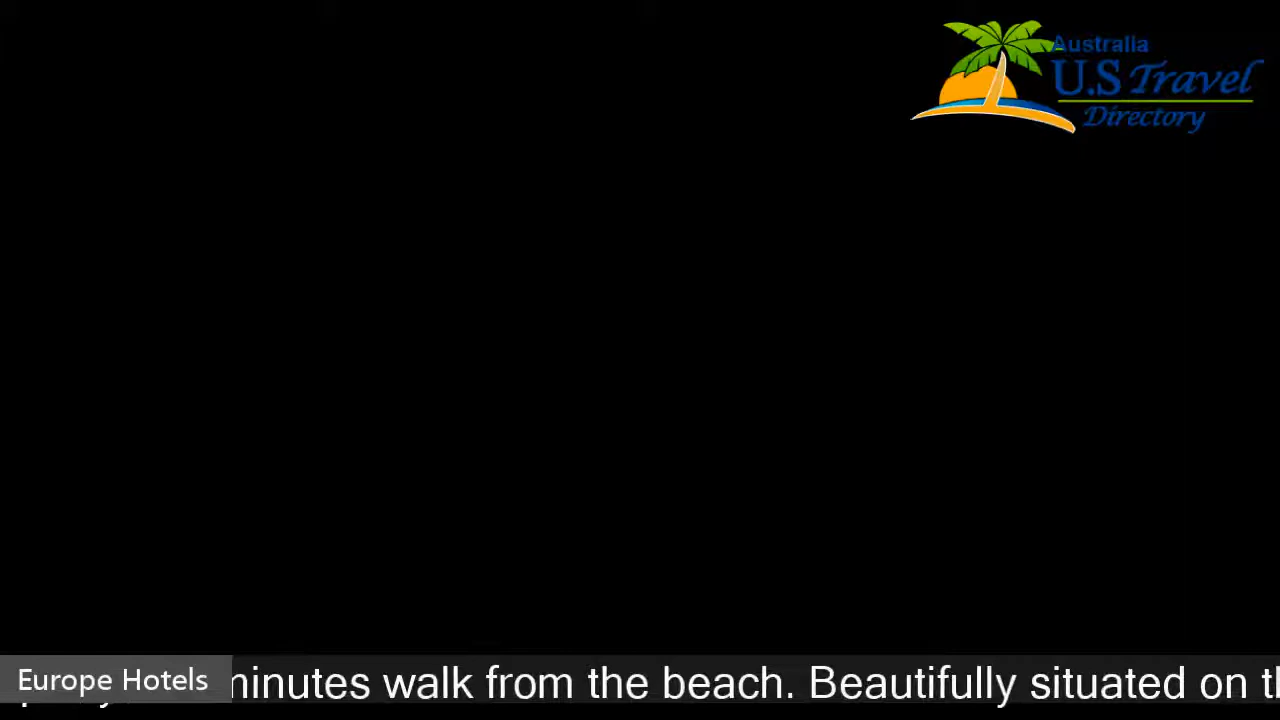 Australia
U.S Travel
Directory
Europe Hotels
minutes walk from the beach. Beautifully situated on